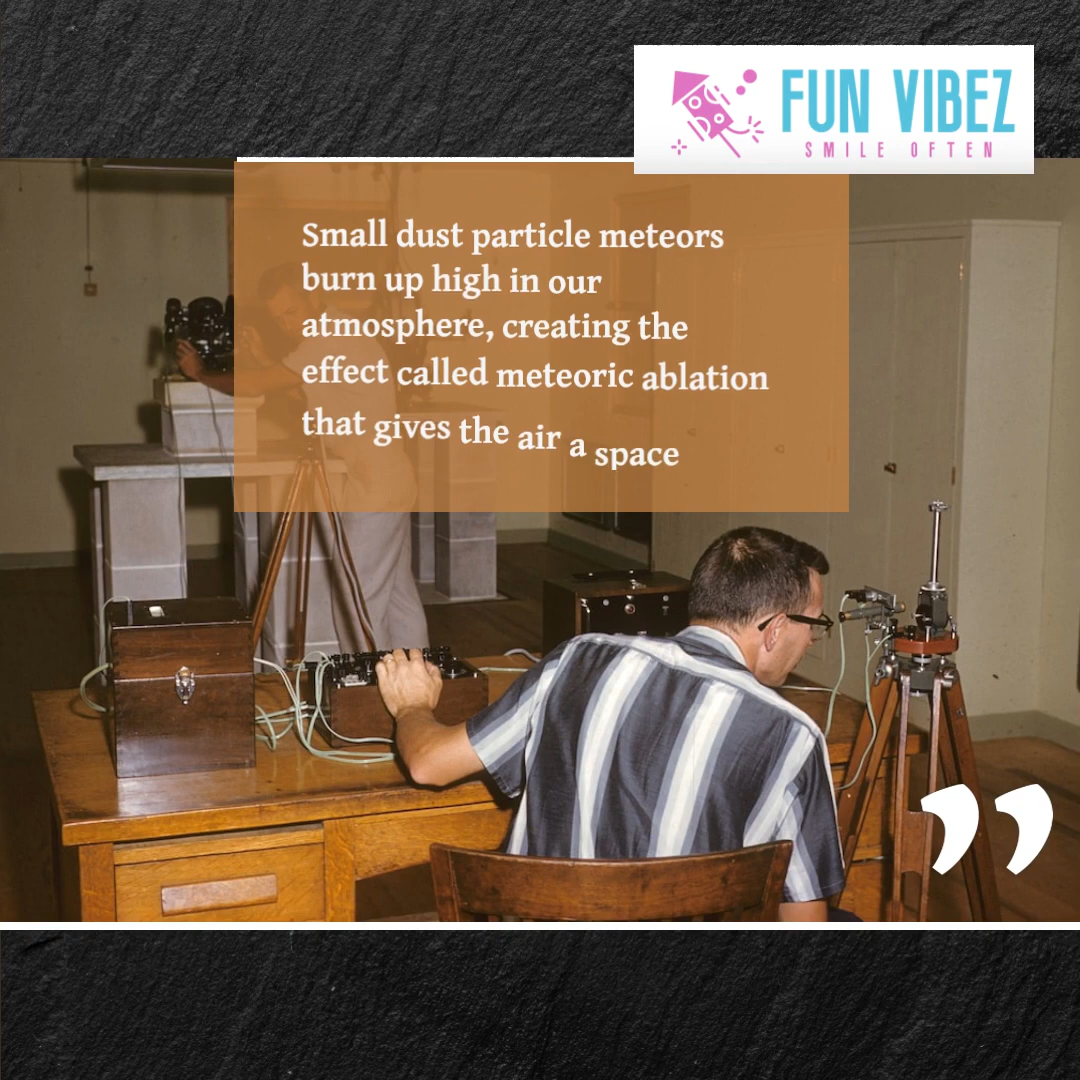 FUN VIBEZ
SMILE OFTEN
Small dust particle meteors
burn up high in our
atmosphere, creating the
effect called meteoric ablation
that gives the air a space
”